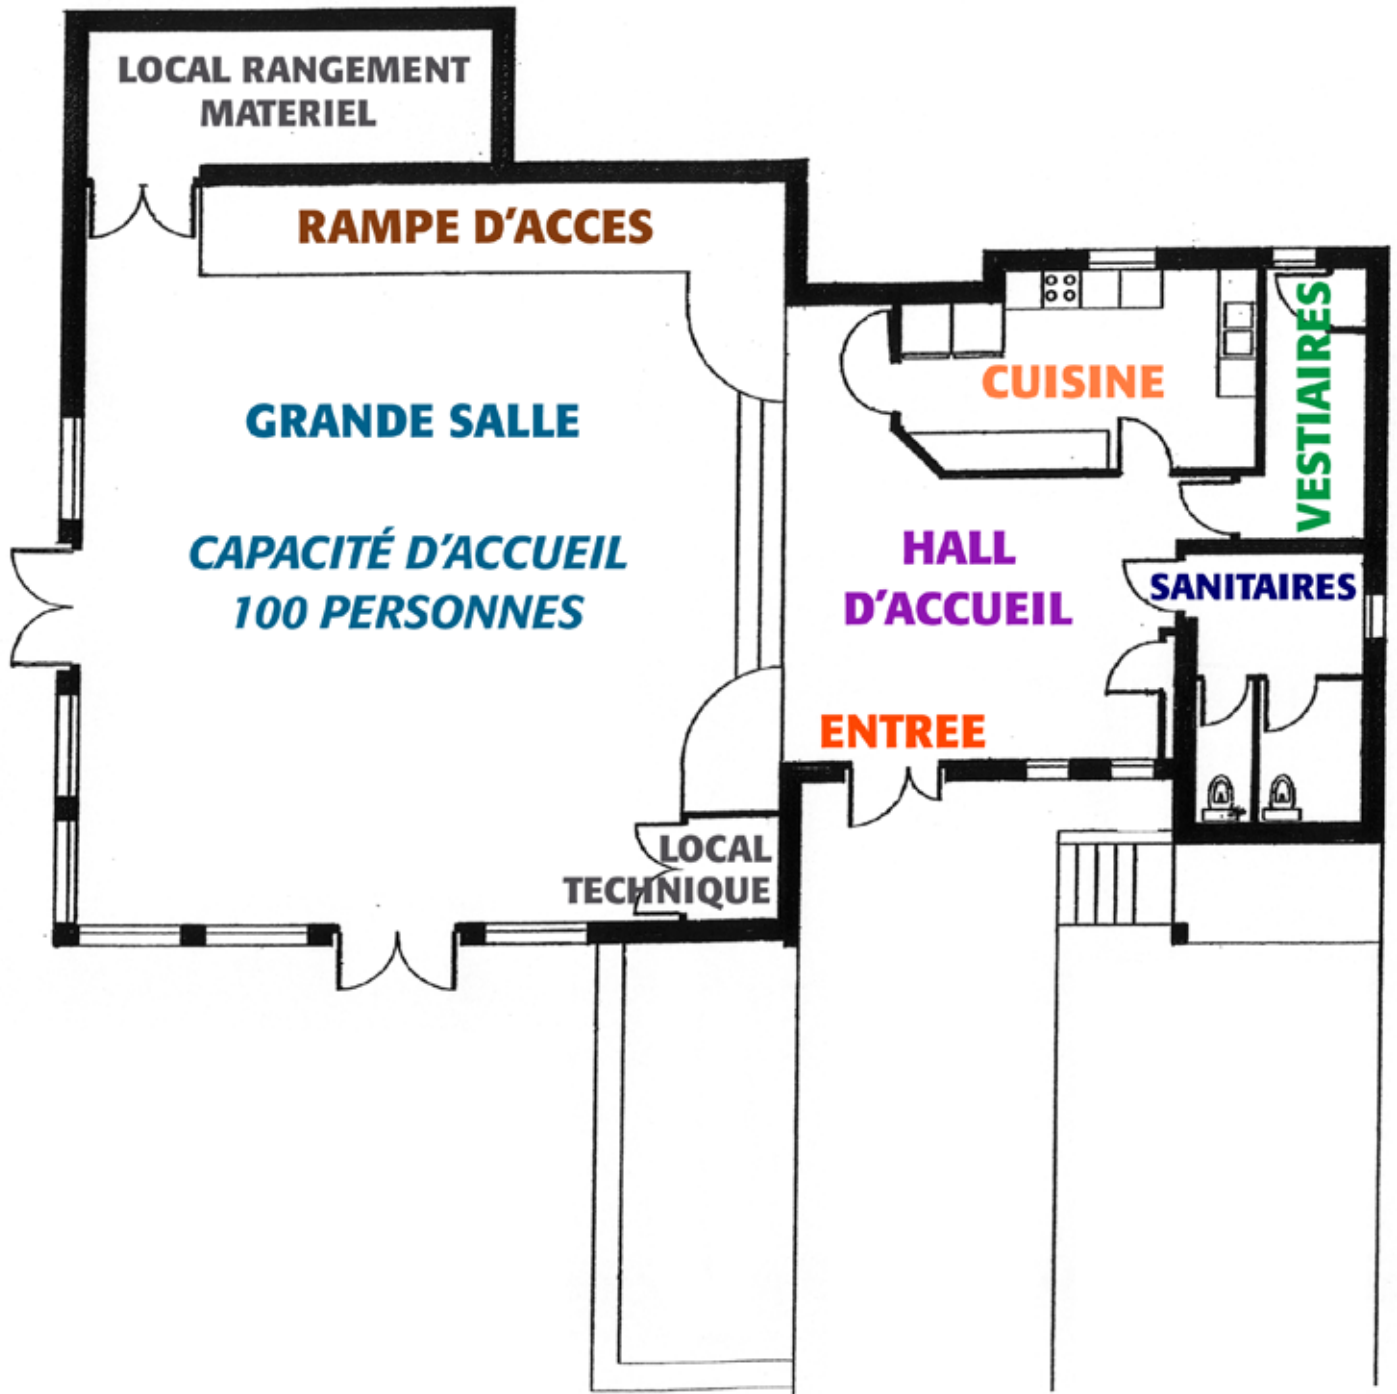 LOCAL RANGEMENT
MATERIEL
RAMPE D'ACCES
GRANDE SALLE
CAPACITÉ D'ACCUEIL
100 PERSONNES
CUISINE
VESTIAIRES
HALL
D'ACCUEIL
SANITAIRES
ENTREE
LOCAL
TECHNIQUE